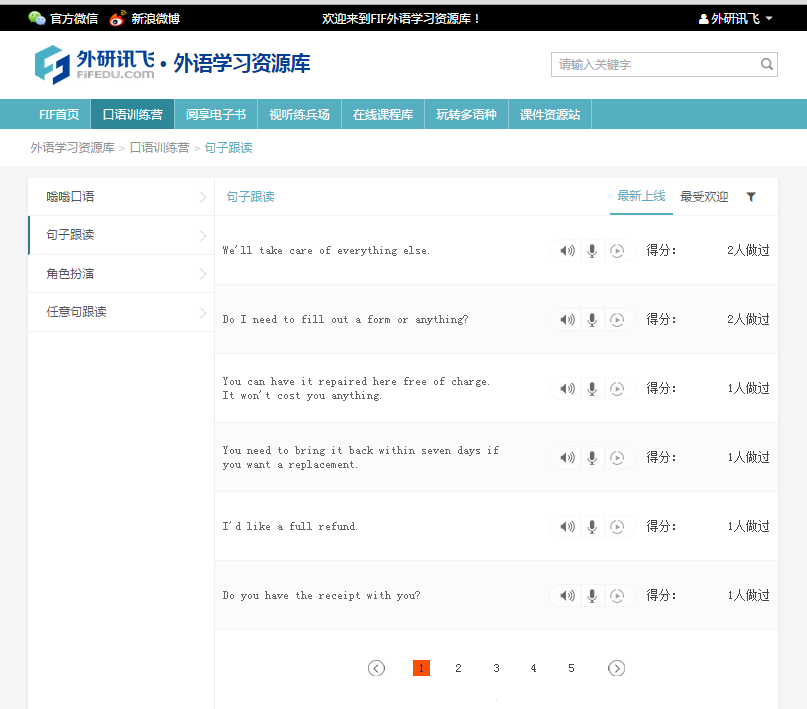 官方微信 新浪微博 欢迎来到FIF外语学习资源库！ 外研讯飞
外研讯飞 · 外语学习资源库
FiFEDU.COM
请输入关键字
FIF首页 口语训练营 阅享电子书 视听练兵场 在线课程库 玩转多语种 课件资源站
外语学习资源库 > 口语训练营 > 句子跟读
嗡嗡口语
句子跟读
角色扮演
任意句跟读
句子跟读 最新上线 最受欢迎
We'll take care of everything else. 得分： 2人做过
Do I need to fill out a form or anything? 得分： 2人做过
You can have it repaired here free of charge.
It won't cost you anything. 得分： 1人做过
You need to bring it back within seven days if
you want a replacement. 得分： 1人做过
I'd like a full refund. 得分： 1人做过
Do you have the receipt with you? 得分： 1人做过
1 2 3 4 5